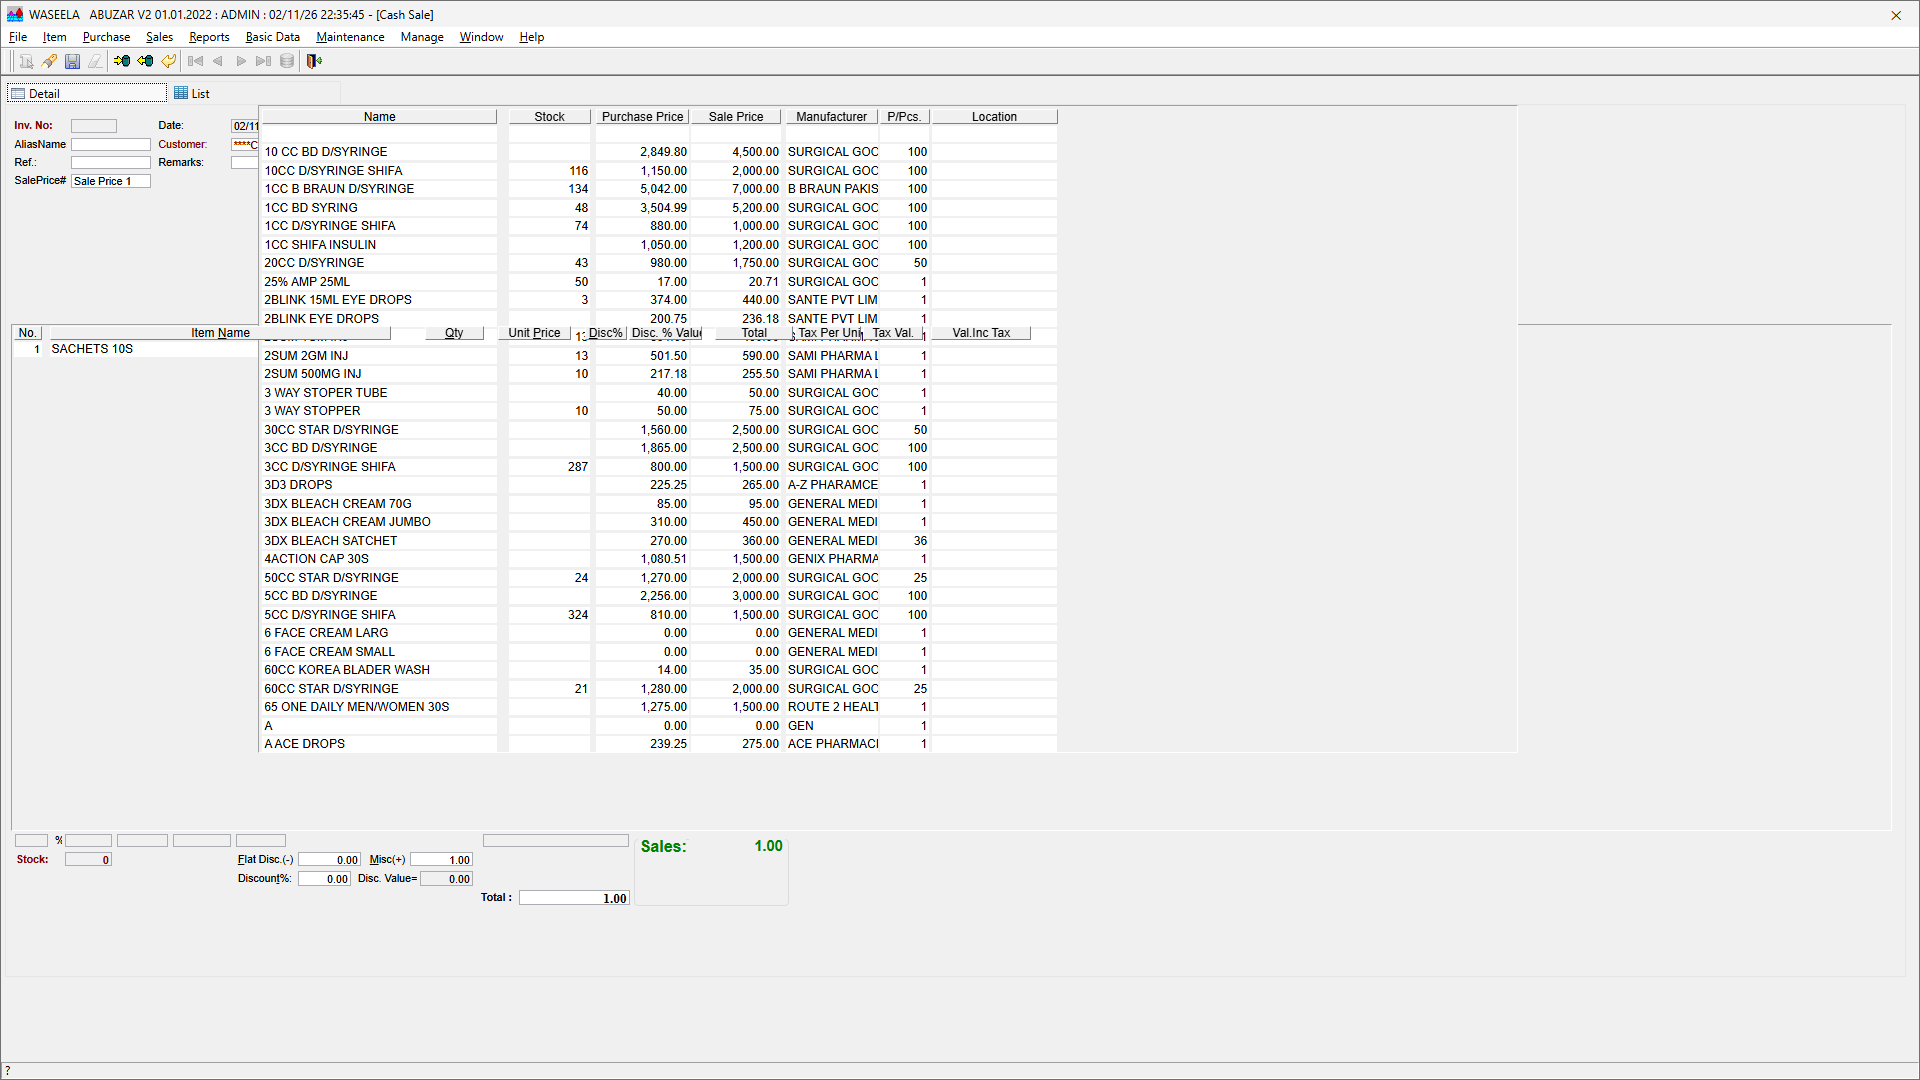 WASEELA ABUZAR V2 01.01.2022 : ADMIN : 02/11/26 22:35:45 - [Cash Sale]
File Item Purchase Sales Reports Basic Data Maintenance Manage Window Help
Detail List
Inv. No: Date: 02/11
AliasName Customer: ****C
Ref.: Remarks:
SalePrice# Sale Price 1
Name Stock Purchase Price Sale Price Manufacturer P/Pcs. Location
10 CC BD D/SYRINGE 2,849.80 4,500.00 SURGICAL GOO 100
10CC D/SYRINGE SHIFA 116 1,150.00 2,000.00 SURGICAL GOO 100
1CC B BRAUN D/SYRINGE 134 5,042.00 7,000.00 B BRAUN PAKIS 100
1CC BD SYRING 48 3,504.99 5,200.00 SURGICAL GOO 100
1CC D/SYRINGE SHIFA 74 880.00 1,000.00 SURGICAL GOO 100
1CC SHIFA INSULIN 1,050.00 1,200.00 SURGICAL GOO 100
20CC D/SYRINGE 43 980.00 1,750.00 SURGICAL GOO 50
25% AMP 25ML 50 17.00 20.71 SURGICAL GOO 1
2BLINK 15ML EYE DROPS 3 374.00 440.00 SANTE PVT LIM 1
2BLINK EYE DROPS 200.75 236.18 SANTE PVT LIM 1
No. Item Name Qty Unit Price Disc% Disc. % Valu Total Tax Per Uni Tax Val. Val.Inc Tax
1 SACHETS 10S
2SUM 2GM INJ 13 501.50 590.00 SAMI PHARMA L 1
2SUM 500MG INJ 10 217.18 255.50 SAMI PHARMA L 1
3 WAY STOPER TUBE 40.00 50.00 SURGICAL GOO 1
3 WAY STOPPER 10 50.00 75.00 SURGICAL GOO 1
30CC STAR D/SYRINGE 1,560.00 2,500.00 SURGICAL GOO 50
3CC BD D/SYRINGE 1,865.00 2,500.00 SURGICAL GOO 100
3CC D/SYRINGE SHIFA 287 800.00 1,500.00 SURGICAL GOO 100
3D3 DROPS 225.25 265.00 A-Z PHARAMCE 1
3DX BLEACH CREAM 70G 85.00 95.00 GENERAL MEDI 1
3DX BLEACH CREAM JUMBO 310.00 450.00 GENERAL MEDI 1
3DX BLEACH SATCHET 270.00 360.00 GENERAL MEDI 36
4ACTION CAP 30S 1,080.51 1,500.00 GENIX PHARMA 1
50CC STAR D/SYRINGE 24 1,270.00 2,000.00 SURGICAL GOO 25
5CC BD D/SYRINGE 2,256.00 3,000.00 SURGICAL GOO 100
5CC D/SYRINGE SHIFA 324 810.00 1,500.00 SURGICAL GOO 100
6 FACE CREAM LARG 0.00 0.00 GENERAL MEDI 1
6 FACE CREAM SMALL 0.00 0.00 GENERAL MEDI 1
60CC KOREA BLADER WASH 14.00 35.00 SURGICAL GOO 1
60CC STAR D/SYRINGE 21 1,280.00 2,000.00 SURGICAL GOO 25
65 ONE DAILY MEN/WOMEN 30S 1,275.00 1,500.00 ROUTE 2 HEALT 1
A 0.00 0.00 GEN 1
A ACE DROPS 239.25 275.00 ACE PHARMACI 1
%
Sales: 1.00
Stock: 0 Flat Disc.(-) 0.00 Misc(+) 1.00
Discount%: 0.00 Disc. Value= 0.00
Total : 1.00
?